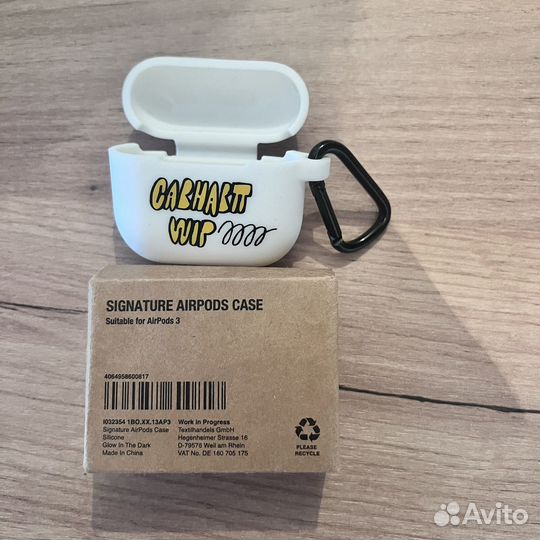 CARHARTT
WIP
SIGNATURE AIRPODS CASE
Suitable for AirPods 3
4064958600817
I032354 1BO.XX.13AP3
Signature AirPods Case
Silicone
Glow In The Dark
Made in China
Work in Progress
Textilhandels GmbH
Hegenheimer Strasse 16
D-79576 Weil am Rhein
VAT No. DE 160 705 175
PLEASE
RECYCLE
Avito